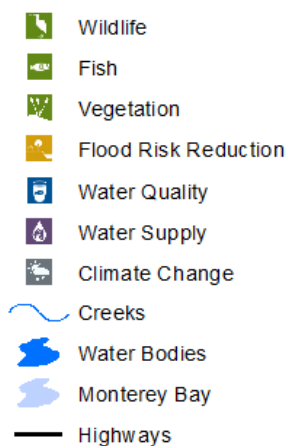 Wildlife
Fish
Vegetation
Flood Risk Reduction
Water Quality
Water Supply
Climate Change
Creeks
Water Bodies
Monterey Bay
Highways